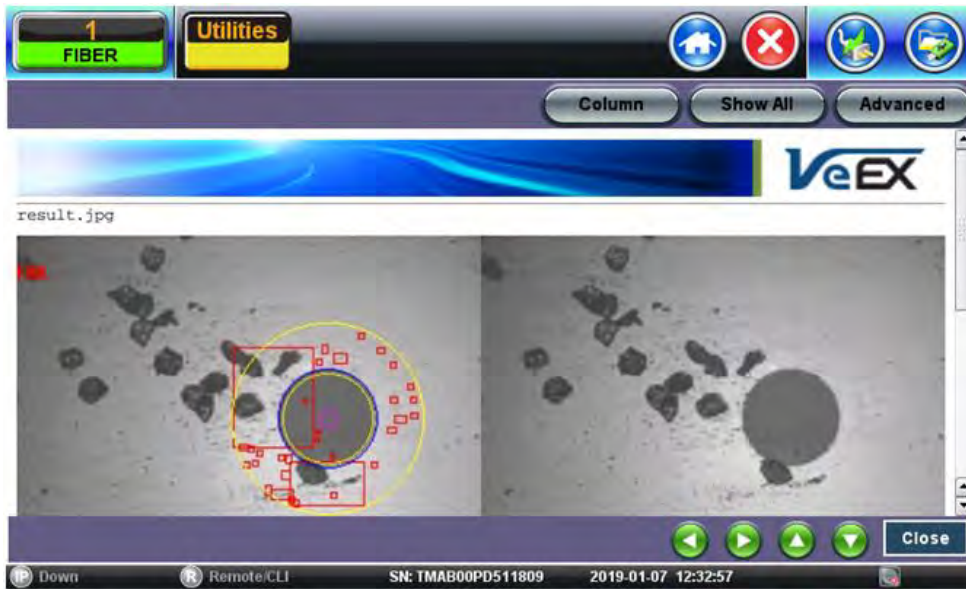 1
FIBER
Utilities
Column
Show All
Advanced
VeEX
result.jpg
Close
IP Down
R Remote/CLI
SN: TMAB00PD511809
2019-01-07 12:32:57